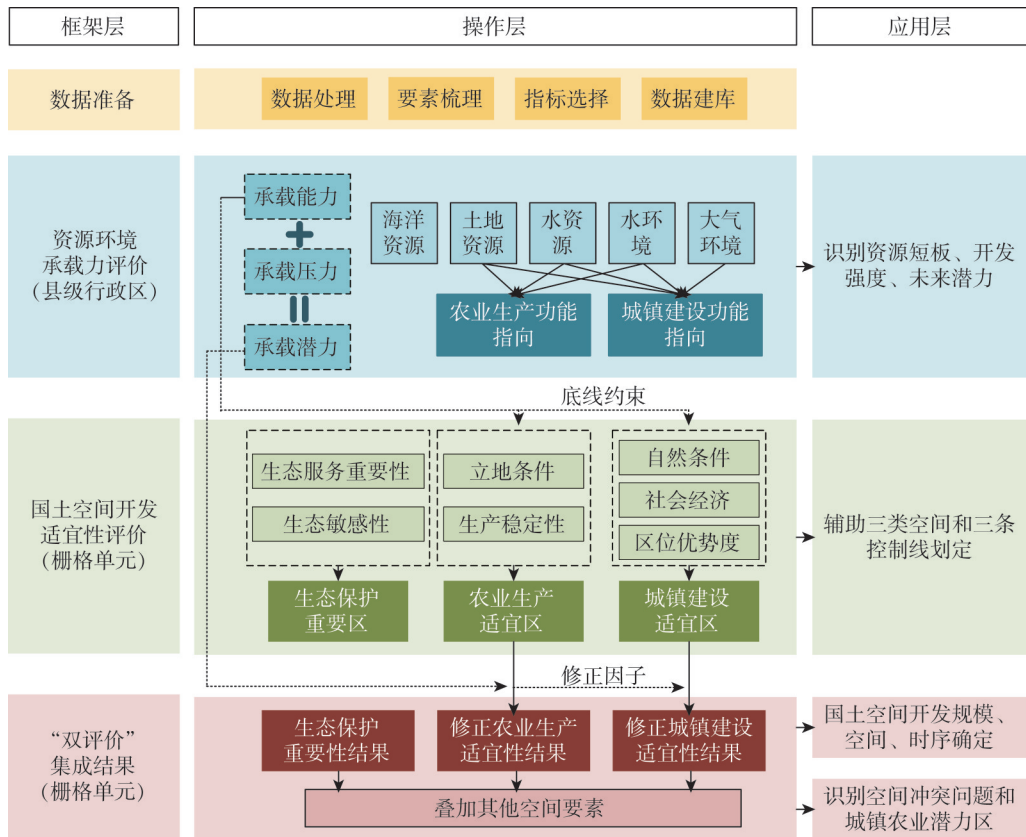 框架层
操作层
应用层
数据准备
数据处理
要素梳理
指标选择
数据建库
资源环境
承载力评价
(县级行政区)
承载能力
承载压力
承载潜力
海洋
资源
土地
资源
水资
源
水环
境
大气
环境
农业生产功能
指向
城镇建设功能
指向
识别资源短板、开发
强度、未来潜力
底线约束
国土空间开发
适宜性评价
(栅格单元)
生态服务重要性
生态敏感性
立地条件
生产稳定性
自然条件
社会经济
区位优势度
生态保护
重要区
农业生产
适宜区
城镇建设
适宜区
辅助三类空间和三条
控制线划定
修正因子
“双评价”
集成结果
(栅格单元)
生态保护
重要性结果
修正农业生产
适宜性结果
修正城镇建设
适宜性结果
叠加其他空间要素
国土空间开发规模、
空间、时序确定
识别空间冲突问题和
城镇农业潜力区